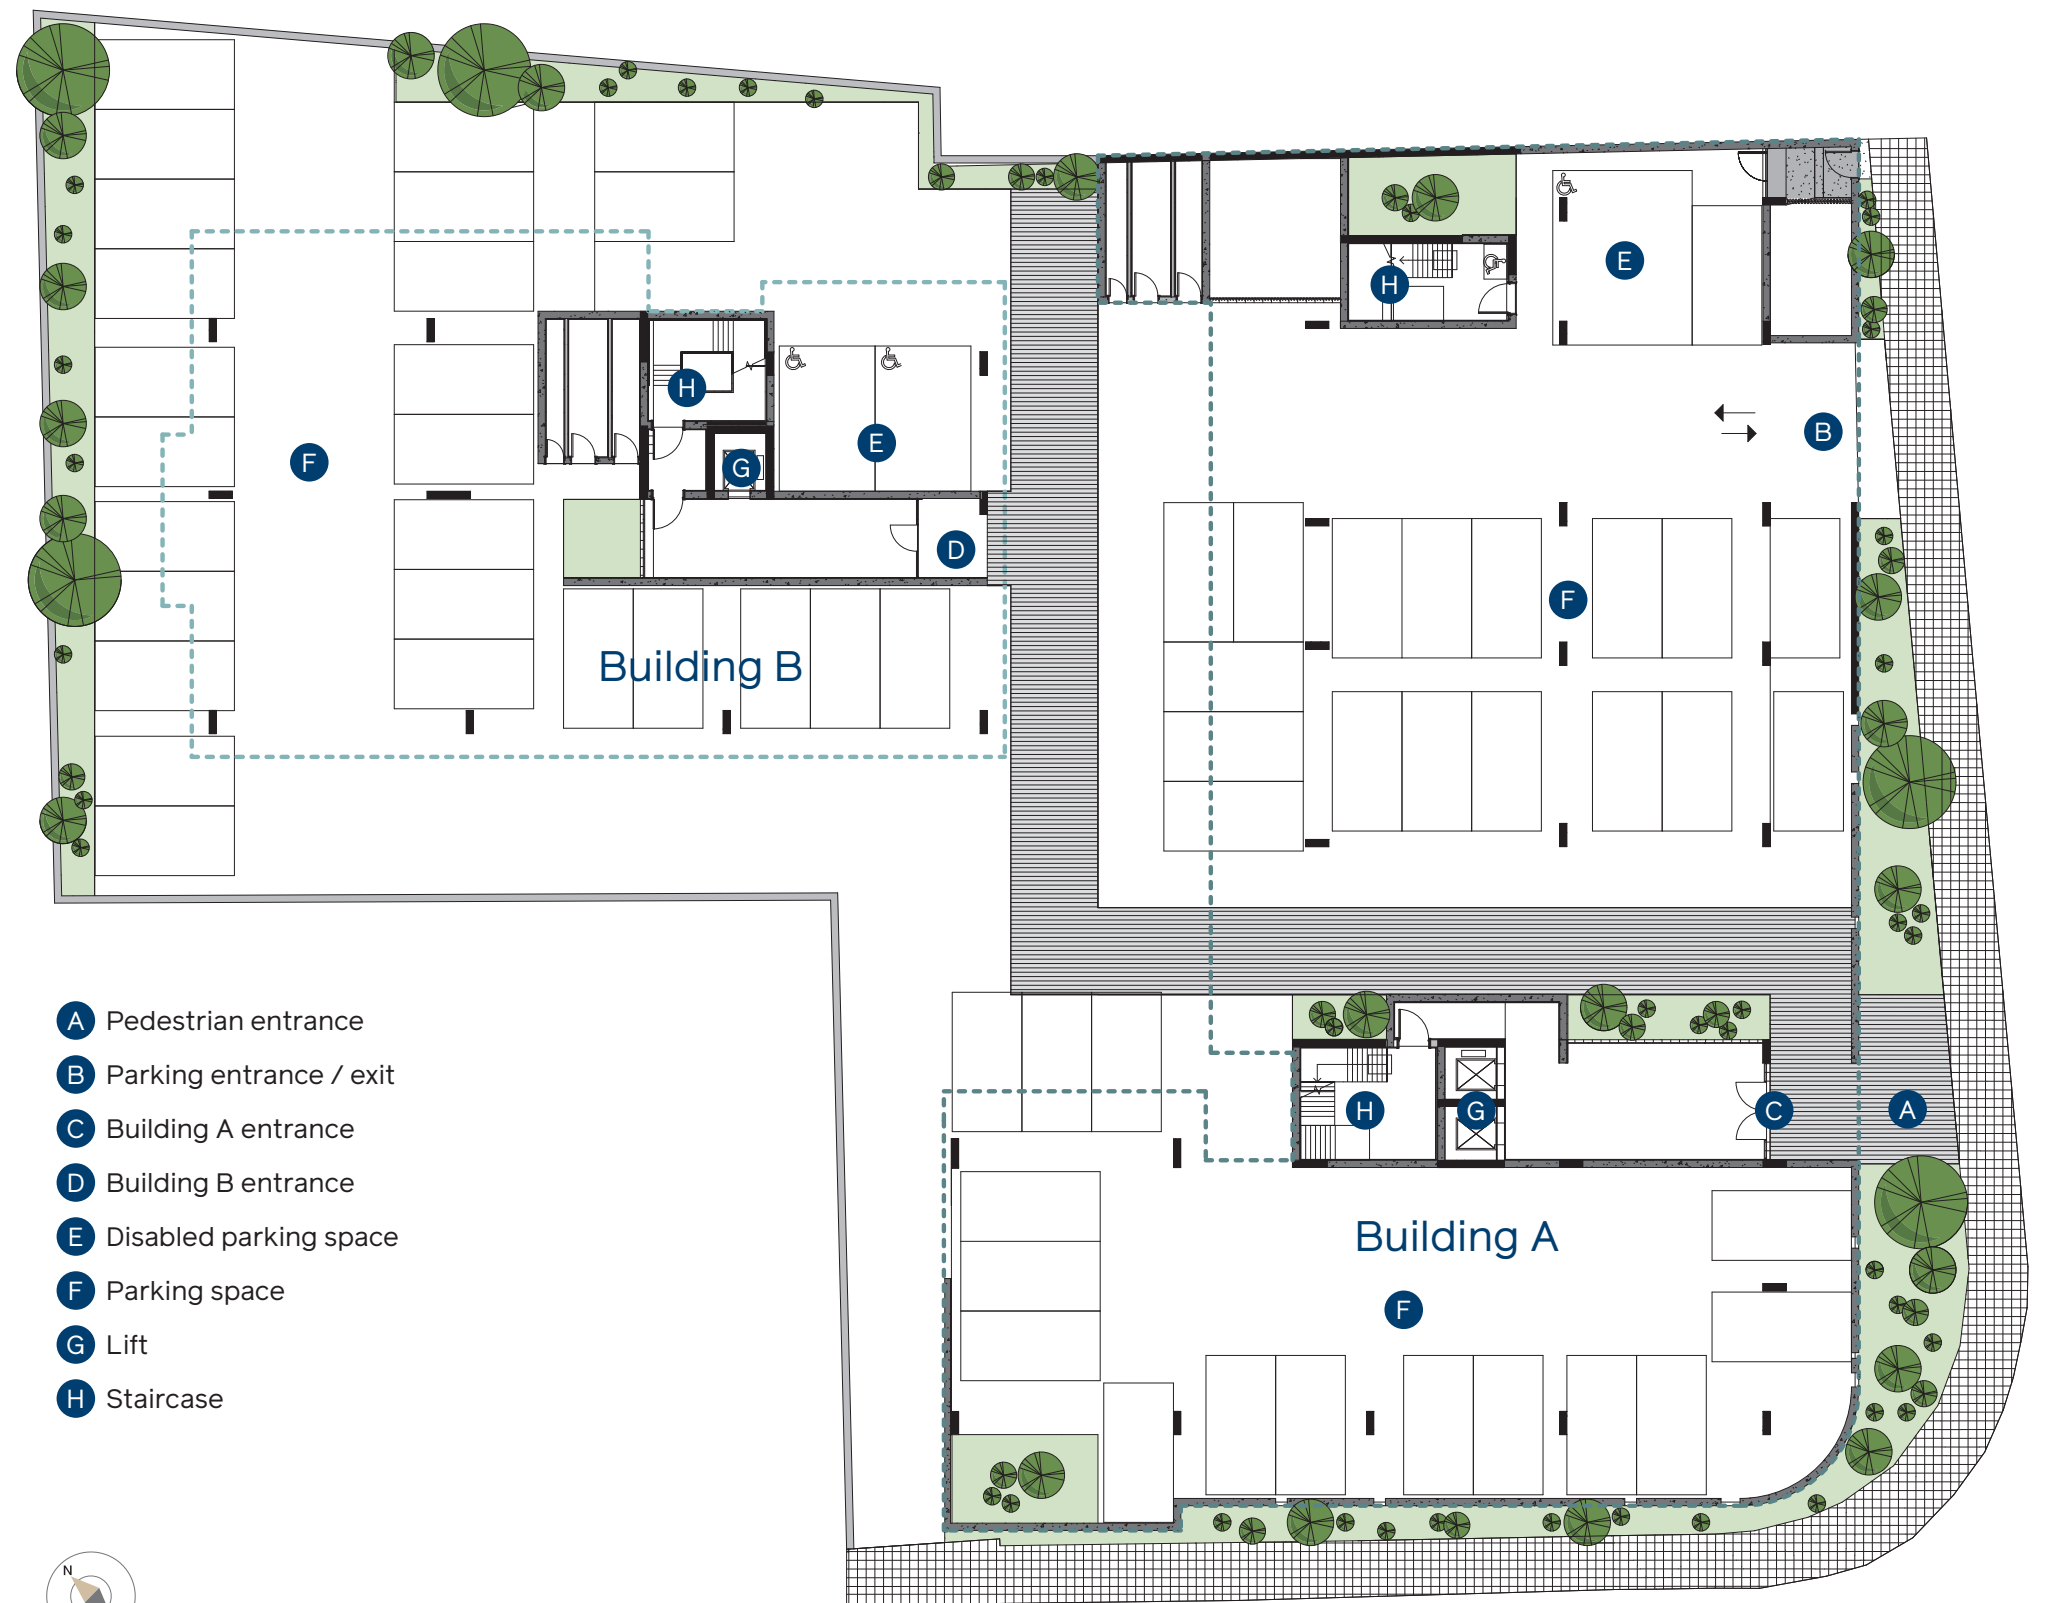 H
E
B
H
E
F
G
D
F
Building B
A Pedestrian entrance
B Parking entrance / exit
C Building A entrance
D Building B entrance
E Disabled parking space
F Parking space
G Lift
H Staircase
H
G
C
A
Building A
F
N